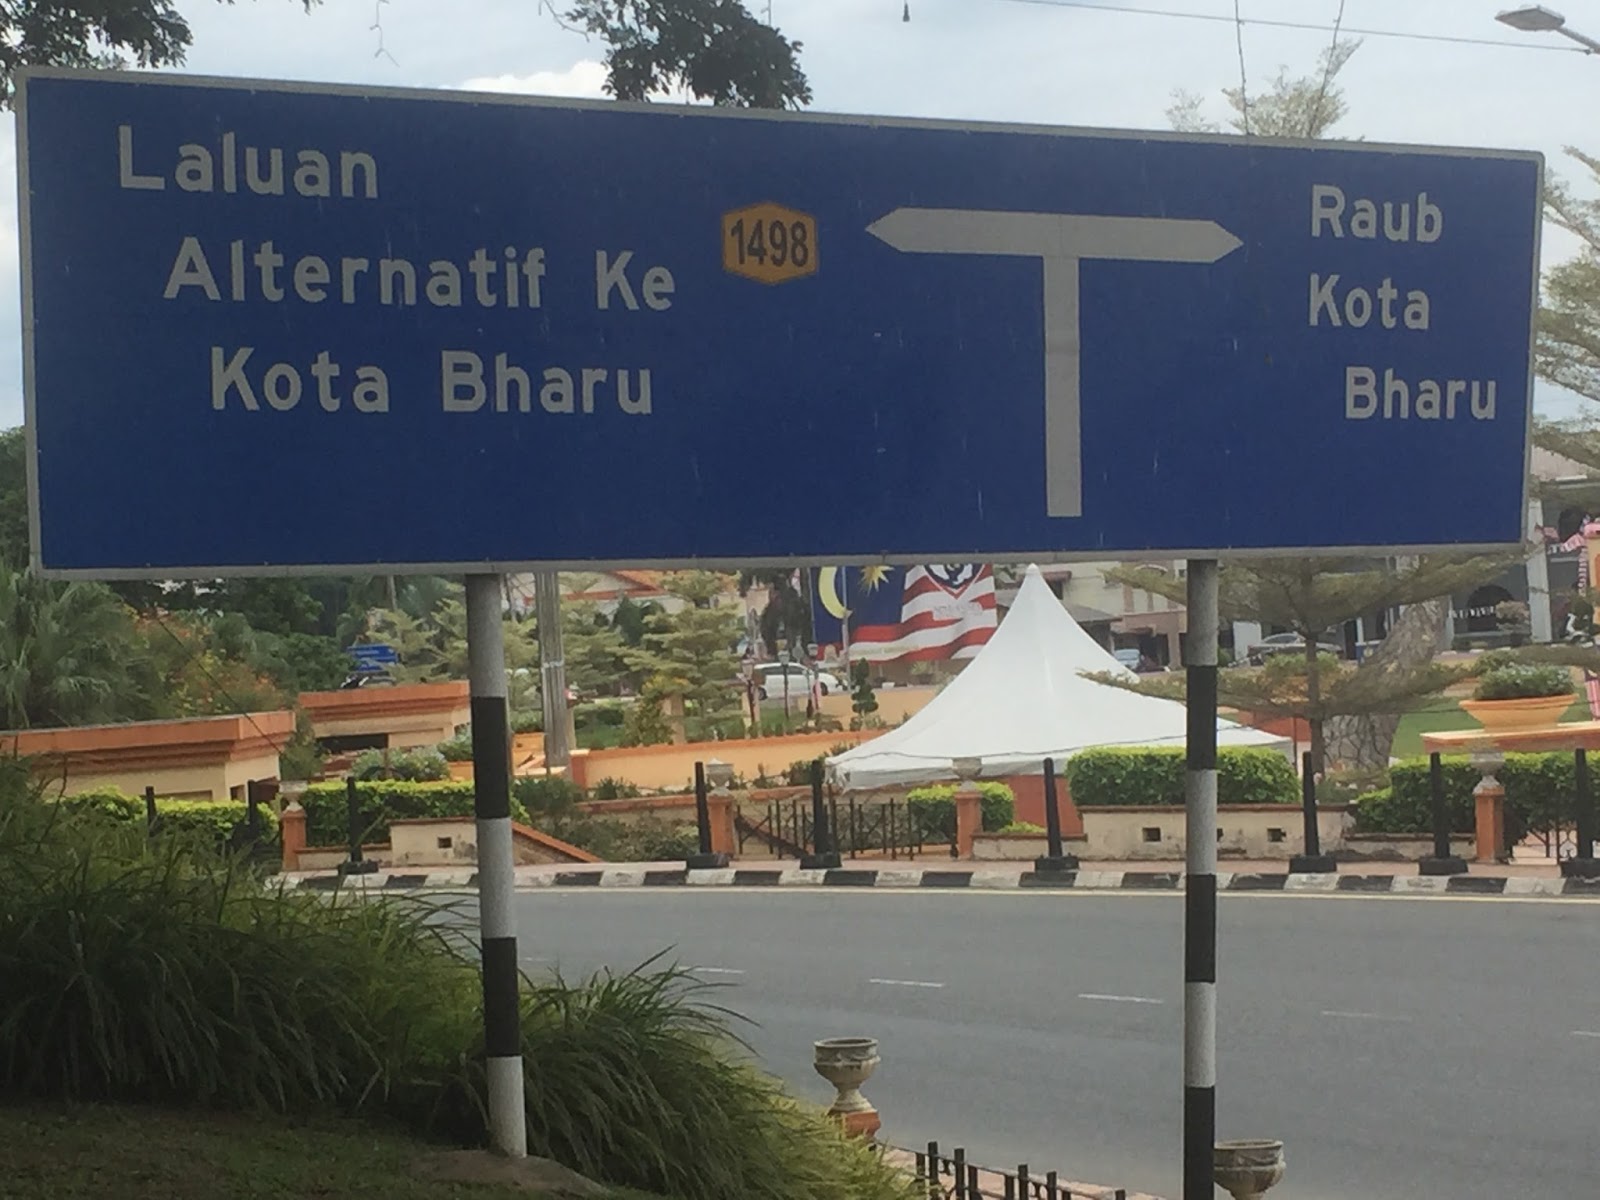 Laluan
Alternatif Ke
Kota Bharu
1498
Raub
Kota
Bharu